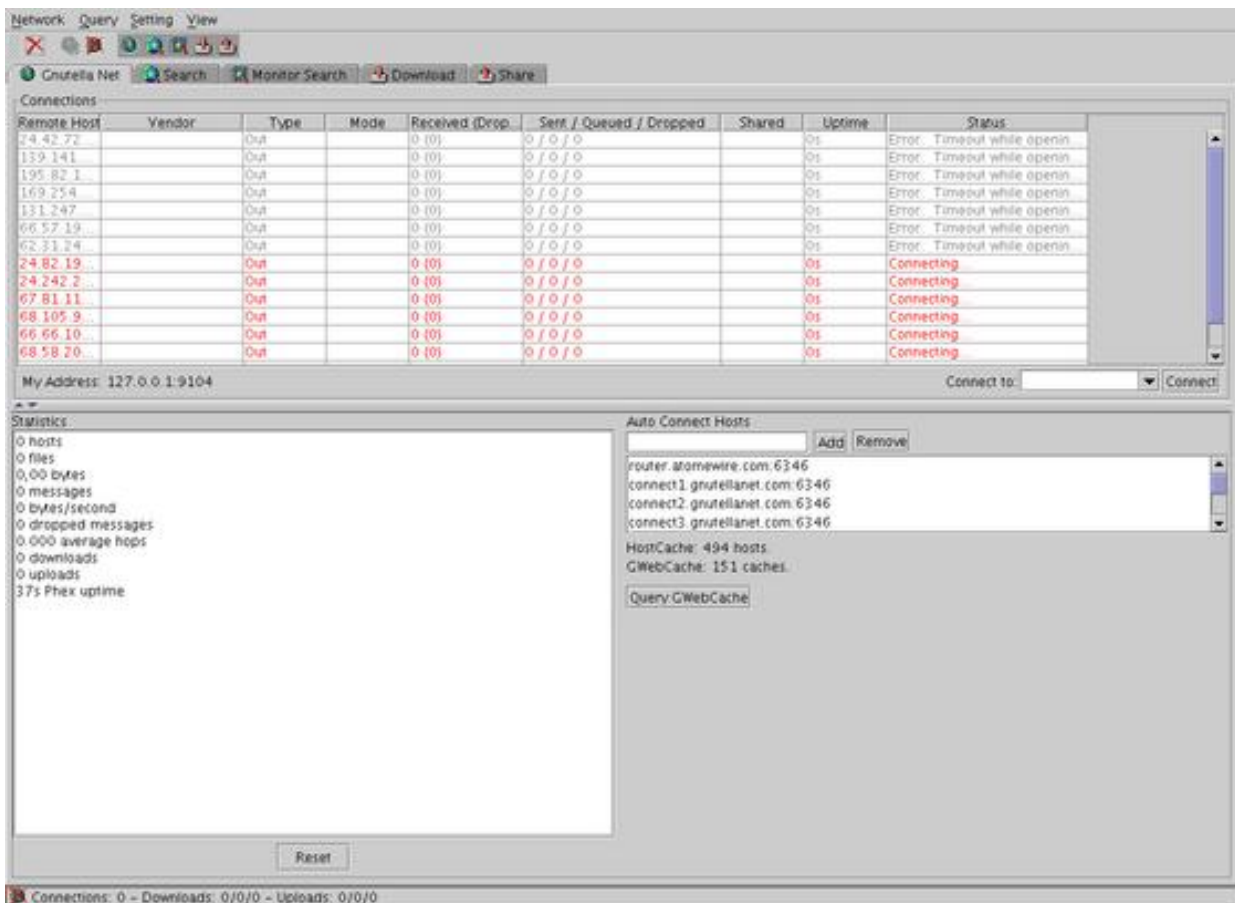 Network Query Setting View
Gnutella Net Search Monitor Search Download Share
Connections
Remote Host Vendor Type Mode Received (Drop... Sent / Queued / Dropped Shared Uptime Status
24.42.72... Out 0 (0) 0 / 0 / 0 0s Error: Timeout while openin...
139.141.... Out 0 (0) 0 / 0 / 0 0s Error: Timeout while openin...
195.82.1... Out 0 (0) 0 / 0 / 0 0s Error: Timeout while openin...
169.254.... Out 0 (0) 0 / 0 / 0 0s Error: Timeout while openin...
131.247.... Out 0 (0) 0 / 0 / 0 0s Error: Timeout while openin...
66.57.19... Out 0 (0) 0 / 0 / 0 0s Error: Timeout while openin...
62.31.24... Out 0 (0) 0 / 0 / 0 0s Error: Timeout while openin...
24.82.19... Out 0 (0) 0 / 0 / 0 0s Connecting...
24.242.2... Out 0 (0) 0 / 0 / 0 0s Connecting...
67.81.11... Out 0 (0) 0 / 0 / 0 0s Connecting...
68.105.9... Out 0 (0) 0 / 0 / 0 0s Connecting...
66.66.10... Out 0 (0) 0 / 0 / 0 0s Connecting...
68.58.20... Out 0 (0) 0 / 0 / 0 0s Connecting...
My Address: 127.0.0.1:9104 Connect to: Connect
Statistics
0 hosts
0 files
0,00 bytes
0 messages
0 bytes/second
0 dropped messages
0.000 average hops
0 downloads
0 uploads
37s Phex uptime
Reset
Auto Connect Hosts
Add Remove
router.atomewire.com:6346
connect1.gnutellanet.com:6346
connect2.gnutellanet.com:6346
connect3.gnutellanet.com:6346
HostCache: 494 hosts.
GWebCache: 151 caches.
Query GWebCache
Connections: 0 - Downloads: 0/0/0 - Uploads: 0/0/0